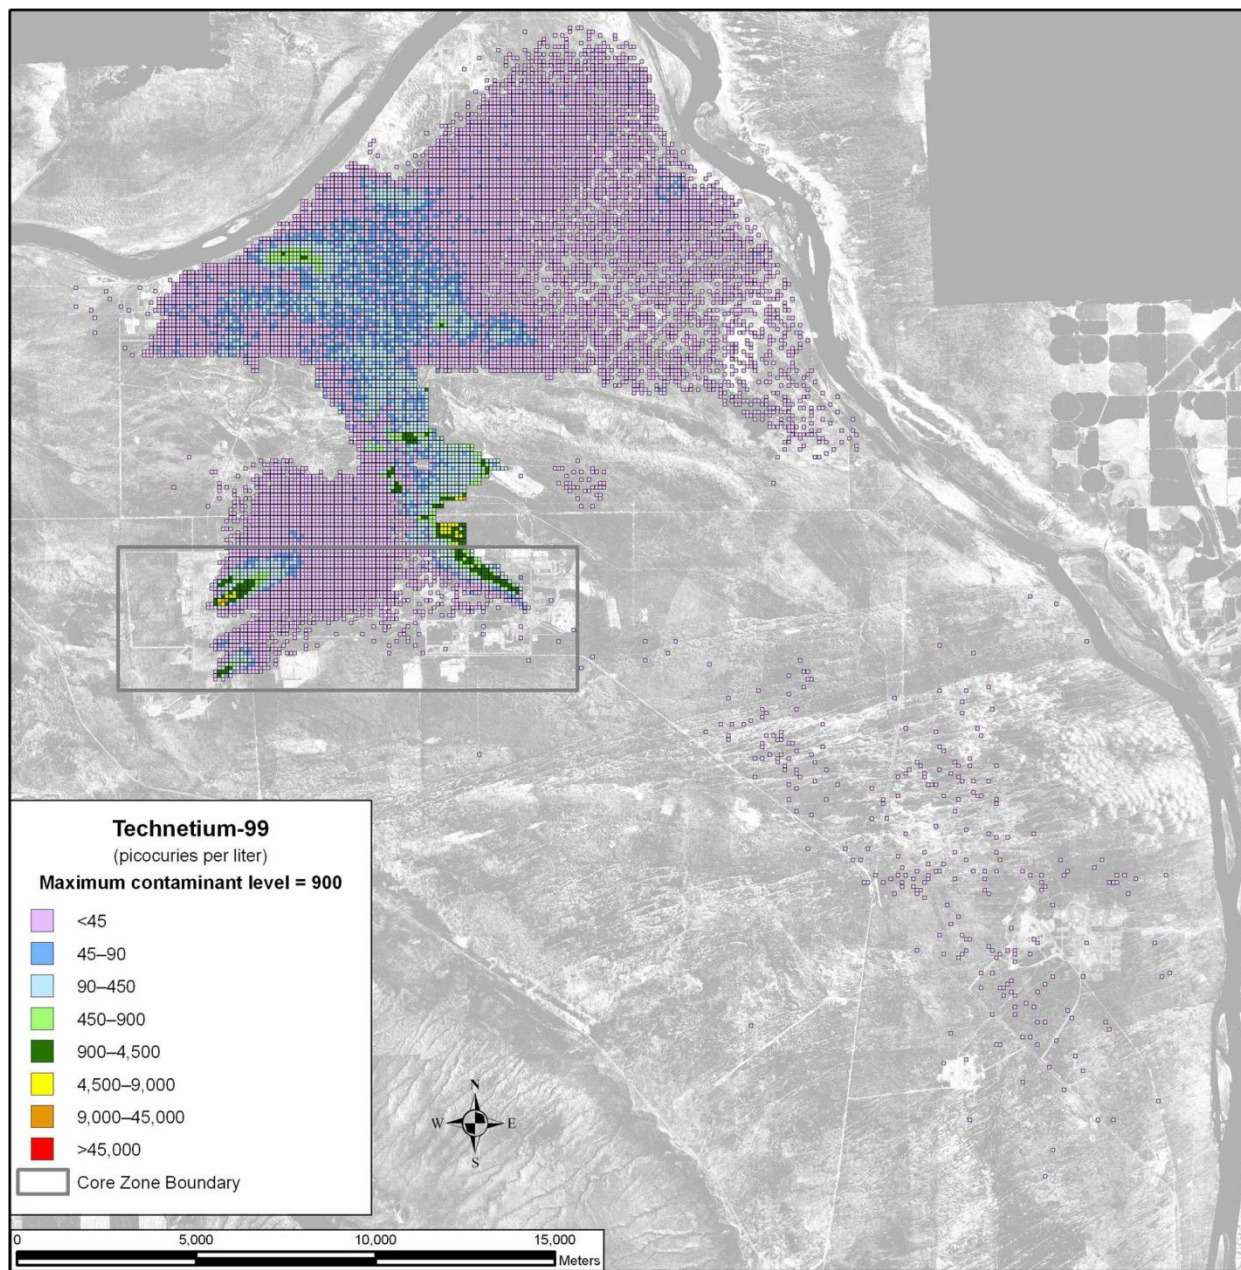 Technetium-99
(picocuries per liter)
Maximum contaminant level = 900
<45
45–90
90–450
450–900
900–4,500
4,500–9,000
9,000–45,000
>45,000
Core Zone Boundary
N
W E
S
0 5,000 10,000 15,000
Meters